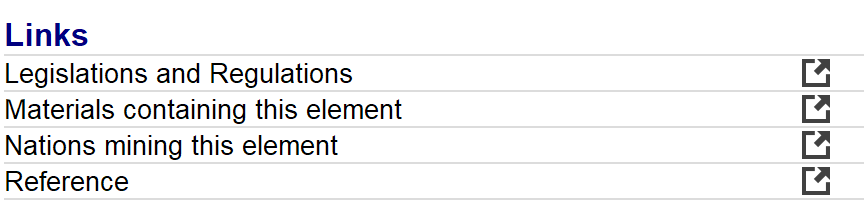 Links
Legislations and Regulations
Materials containing this element
Nations mining this element
Reference